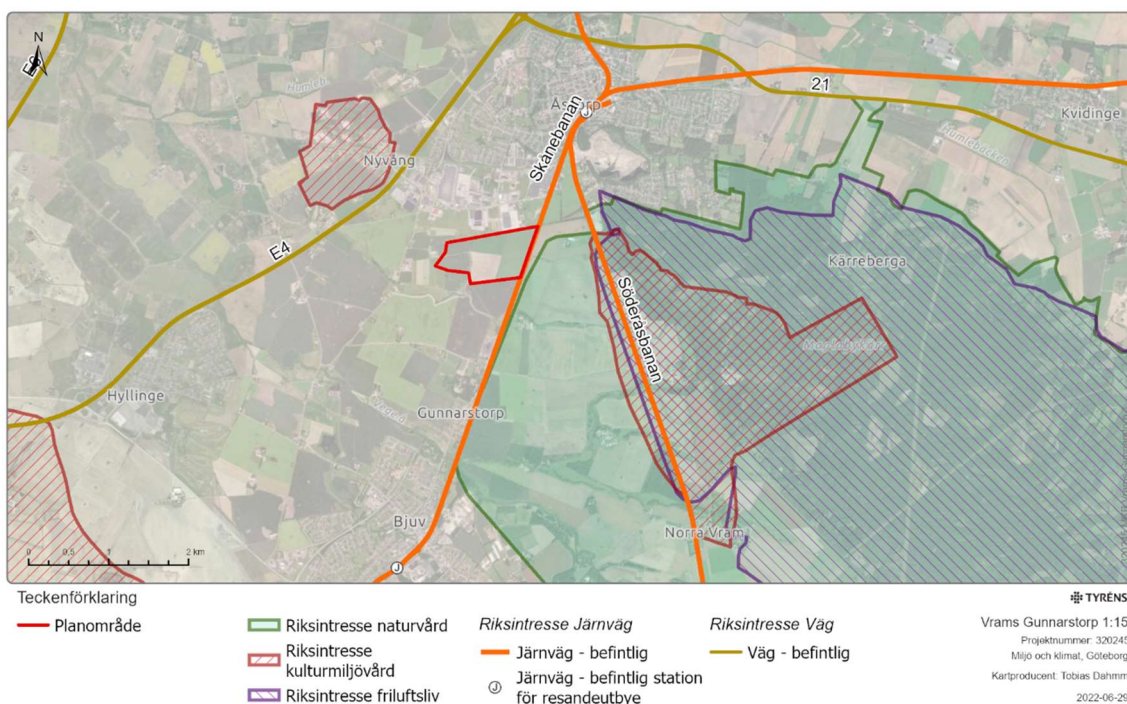 N
E6
Humleb.
Åstorp
J
21
Kvidinge
Humlebäcken
Skånebanan
Nyvång
E4
Kärreberga
Söderåsbanan
Hyllinge
Vege å
Gunnarstorp
Bjuv
Norra Vram
J
0 0,5 1 2 km
Teckenförklaring
Planområde
Riksintresse naturvård
Riksintresse
kulturmiljövård
Riksintresse friluftsliv
Riksintresse Järnväg
Järnväg - befintlig
J
Järnväg - befintlig station
för resandeutbye
Riksintresse Väg
Väg - befintlig
TYRÉNS
Vrams Gunnarstorp 1:15
Projektnummer: 320245
Miljö och klimat, Göteborg
Kartproducent: Tobias Dahmm
2022-06-29